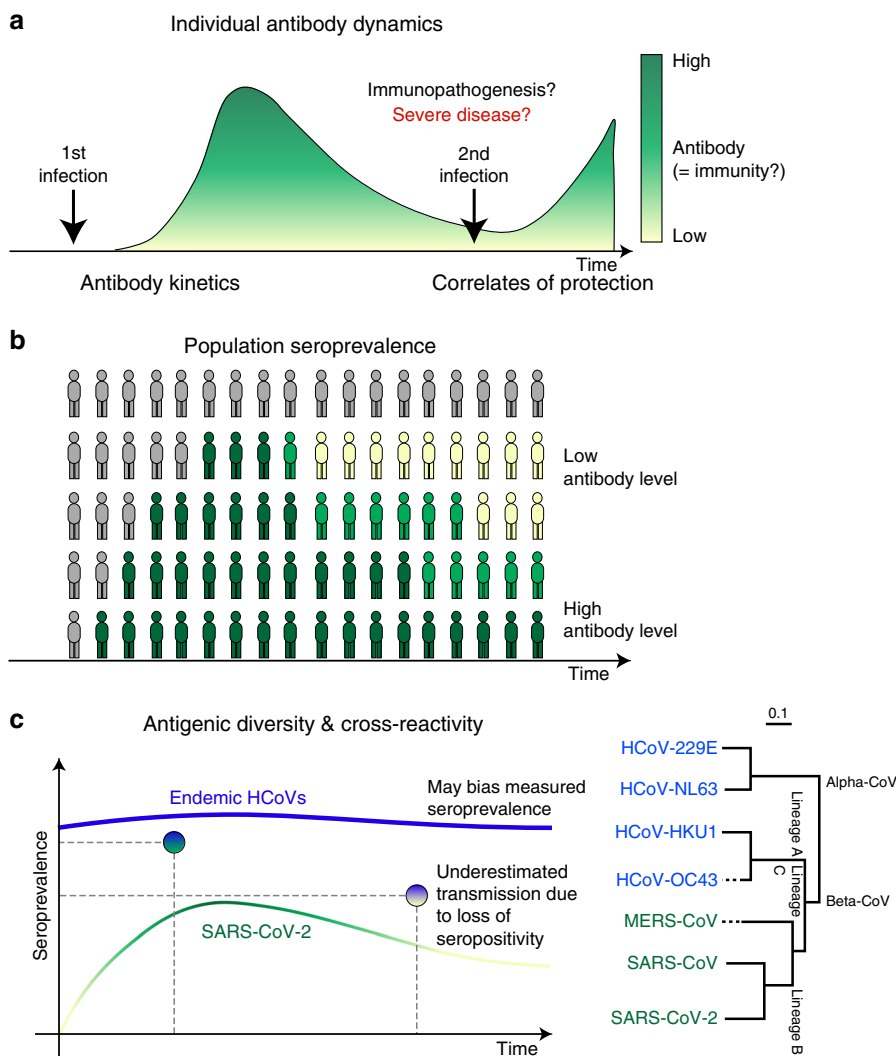 a
Individual antibody dynamics
High
Immunopathogenesis?
Severe disease?
1st
infection
2nd
infection
Antibody
(= immunity?)
Low
Time
Antibody kinetics
Correlates of protection
b
Population seroprevalence
Low
antibody level
High
antibody level
Time
c
Antigenic diversity & cross-reactivity
Seroprevalence
Endemic HCoVs
May bias measured
seroprevalence
Underestimated
transmission due
to loss of
seropositivity
SARS-CoV-2
Time
0.1
HCoV-229E
HCoV-NL63
HCoV-HKU1
HCoV-OC43
MERS-CoV
SARS-CoV
SARS-CoV-2
Alpha-CoV
Beta-CoV
Lineage A
Lineage
C
Lineage B